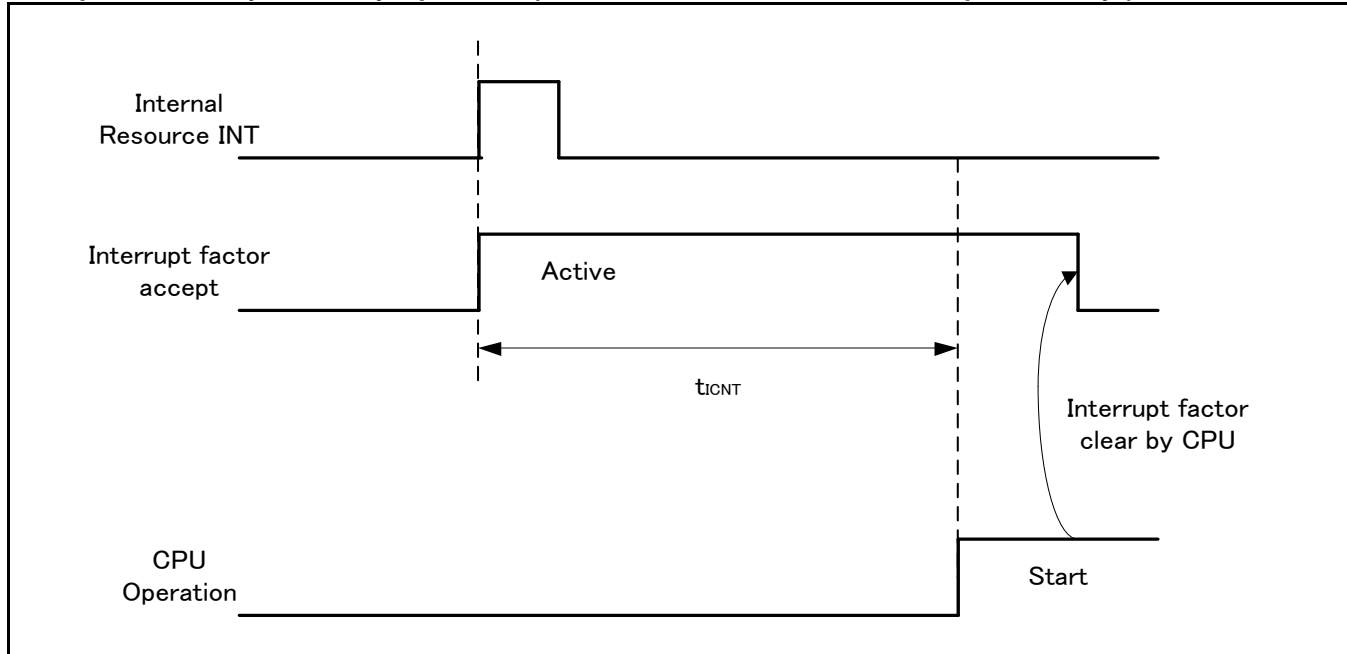 Internal
Resource INT
Interrupt factor
accept
Active
tICNT
Interrupt factor
clear by CPU
CPU
Operation
Start